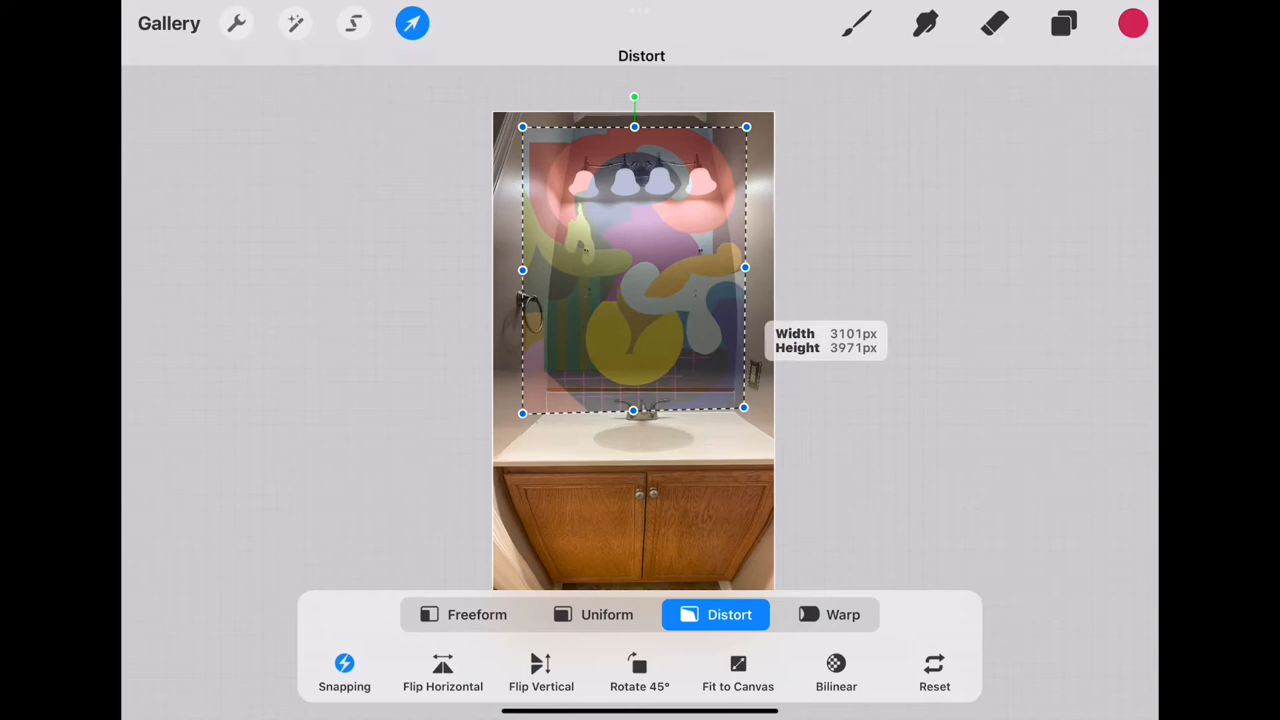 Gallery
Distort
Width 3101px
Height 3971px
Freeform Uniform Distort Warp
Snapping Flip Horizontal Flip Vertical Rotate 45° Fit to Canvas Bilinear Reset